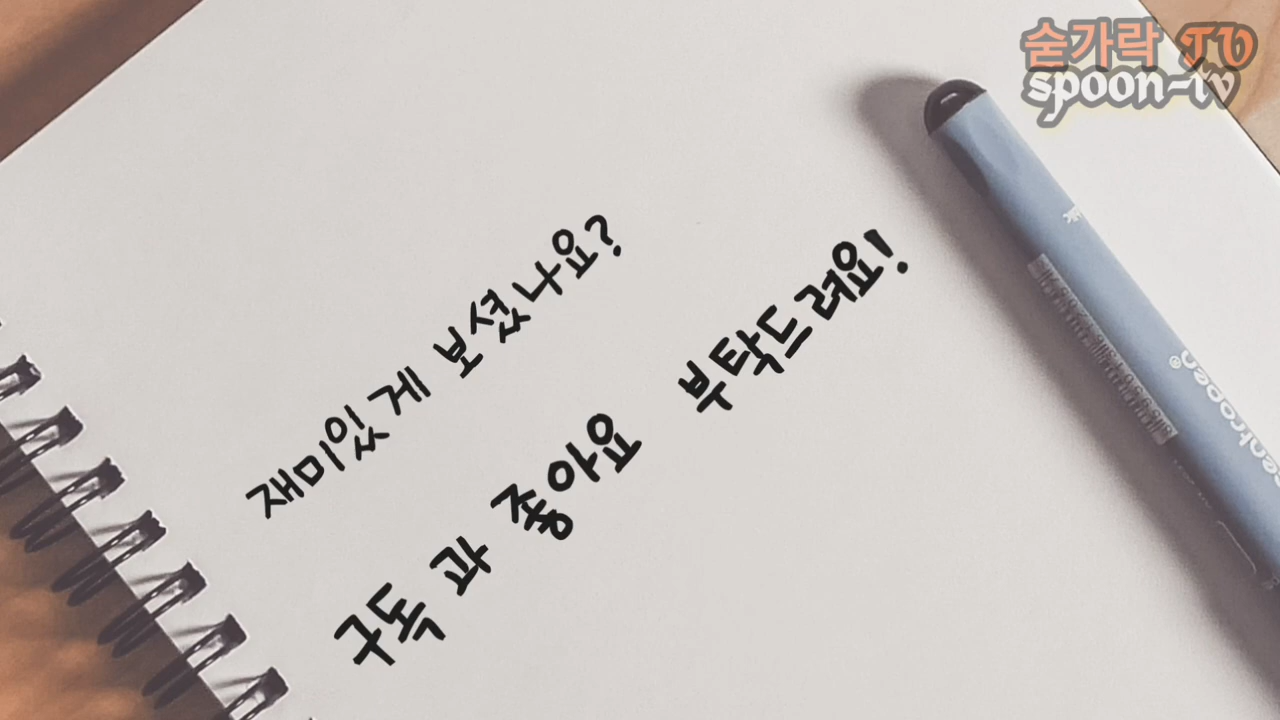 숟가락 TV
spoon-tv
재미있게 보셨나요?
구독 과 좋아요 부탁드려요!
centropen